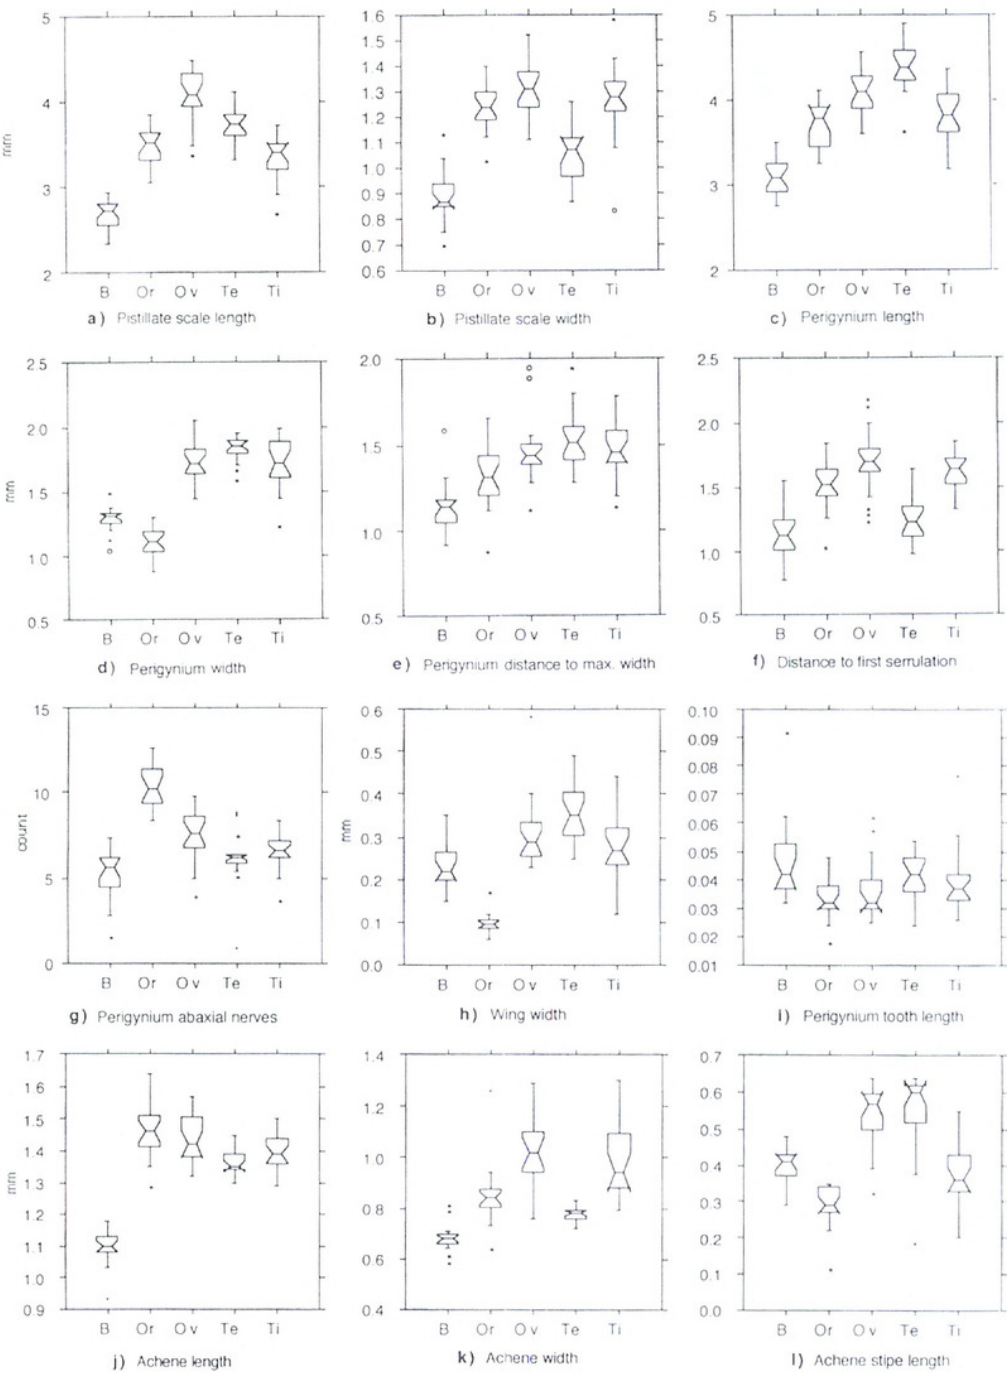 5
4
3
2
mm
B Or Ov Te Ti
a) Pistillate scale length
1.6
1.5
1.4
1.3
1.2
1.1
1.0
0.9
0.8
0.7
0.6
B Or Ov Te Ti
b) Pistillate scale width
5
4
3
2
B Or Ov Te Ti
c) Perigynium length
2.5
2.0
1.5
1.0
0.5
mm
B Or Ov Te Ti
d) Perigynium width
2.0
1.5
1.0
0.5
B Or Ov Te Ti
e) Perigynium distance to max. width
2.5
2.0
1.5
1.0
0.5
B Or Ov Te Ti
f) Distance to first serrulation
15
10
5
0
count
B Or Ov Te Ti
g) Perigynium abaxial nerves
0.6
0.5
0.4
0.3
0.2
0.1
0.0
mm
B Or Ov Te Ti
h) Wing width
0.10
0.09
0.08
0.07
0.06
0.05
0.04
0.03
0.02
0.01
B Or Ov Te Ti
i) Perigynium tooth length
1.7
1.6
1.5
1.4
1.3
1.2
1.1
1.0
0.9
mm
B Or Ov Te Ti
j) Achene length
1.4
1.2
1.0
0.8
0.6
0.4
B Or Ov Te Ti
k) Achene width
0.7
0.6
0.5
0.4
0.3
0.2
0.1
0.0
B Or Ov Te Ti
l) Achene stipe length